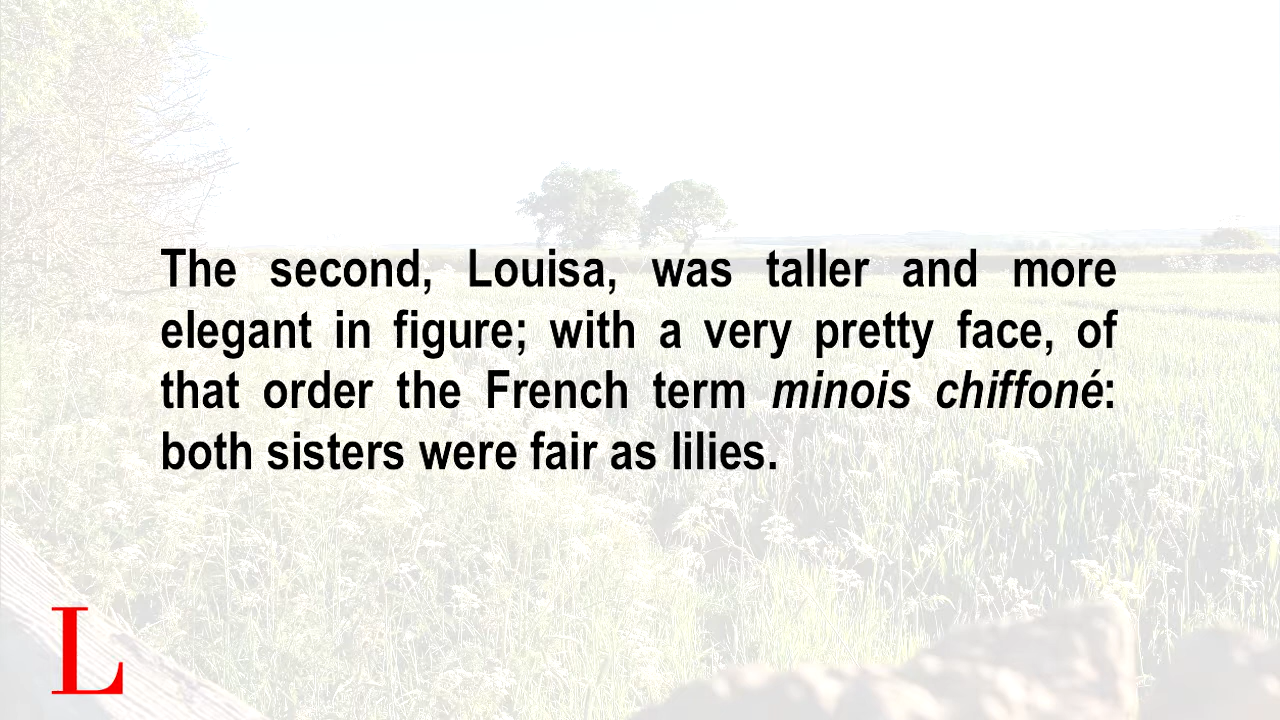 The second, Louisa, was taller and more
elegant in figure; with a very pretty face, of
that order the French term minois chiffoné:
both sisters were fair as lilies.
L